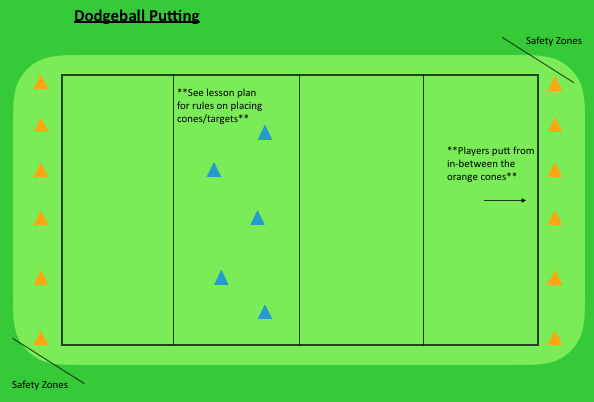 Dodgeball Putting
Safety Zones
**See lesson plan
for rules on placing
cones/targets**
**Players putt from
in-between the
orange cones**
Safety Zones